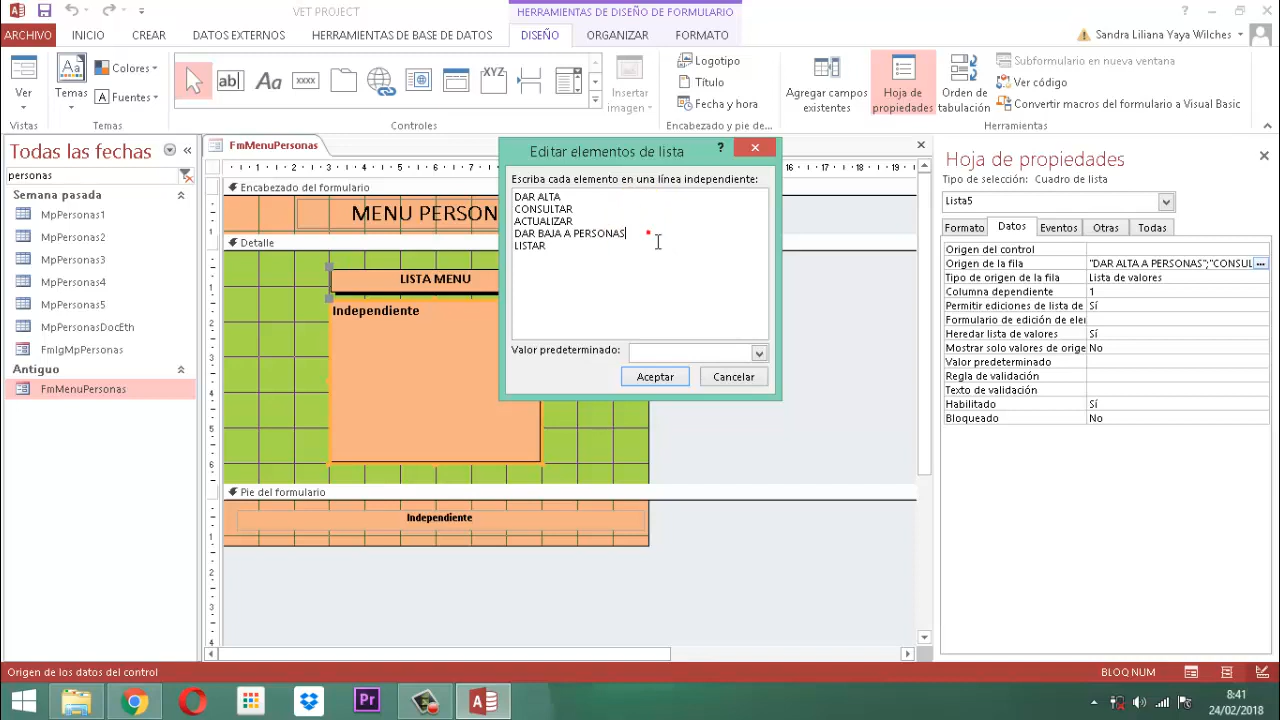 VET PROJECT
HERRAMIENTAS DE DISEÑO DE FORMULARIO
?
ARCHIVO
INICIO
CREAR
DATOS EXTERNOS
HERRAMIENTAS DE BASE DE DATOS
DISEÑO
ORGANIZAR
FORMATO
Sandra Liliana Yaya Wilches
Ver
Temas
Colores
Fuentes
ab|
Aa
xxxx
XYZ
Insertar imagen
Logotipo
Título
Fecha y hora
Agregar campos existentes
Hoja de propiedades
Orden de tabulación
Subformulario en nueva ventana
Ver código
Convertir macros del formulario a Visual Basic
Vistas
Temas
Controles
Encabezado y pie de...
Herramientas
Todas las fechas
personas
Semana pasada
MpPersonas1
MpPersonas2
MpPersonas3
MpPersonas4
MpPersonas5
MpPersonasDocEth
FmIgMpPersonas
Antiguo
FmMenuPersonas
FmMenuPersonas
Encabezado del formulario
MENU PERSON
Detalle
LISTA MENU
Independiente
Pie del formulario
Independiente
Editar elementos de lista
?
Escriba cada elemento en una línea independiente:
DAR ALTA
CONSULTAR
ACTUALIZAR
DAR BAJA A PERSONAS
LISTAR
Valor predeterminado:
Aceptar
Cancelar
Hoja de propiedades
Tipo de selección: Cuadro de lista
Lista5
Formato
Datos
Eventos
Otras
Todas
Origen del control
Origen de la fila "DAR ALTA A PERSONAS";"CONSUL
Tipo de origen de la fila Lista de valores
Columna dependiente 1
Permitir ediciones de lista de Sí
Formulario de edición de eler
Heredar lista de valores Sí
Mostrar solo valores de orige No
Valor predeterminado
Regla de validación
Texto de validación
Habilitado Sí
Bloqueado No
Origen de los datos del control
BLOQ NUM
Pr
8:41
24/02/2018